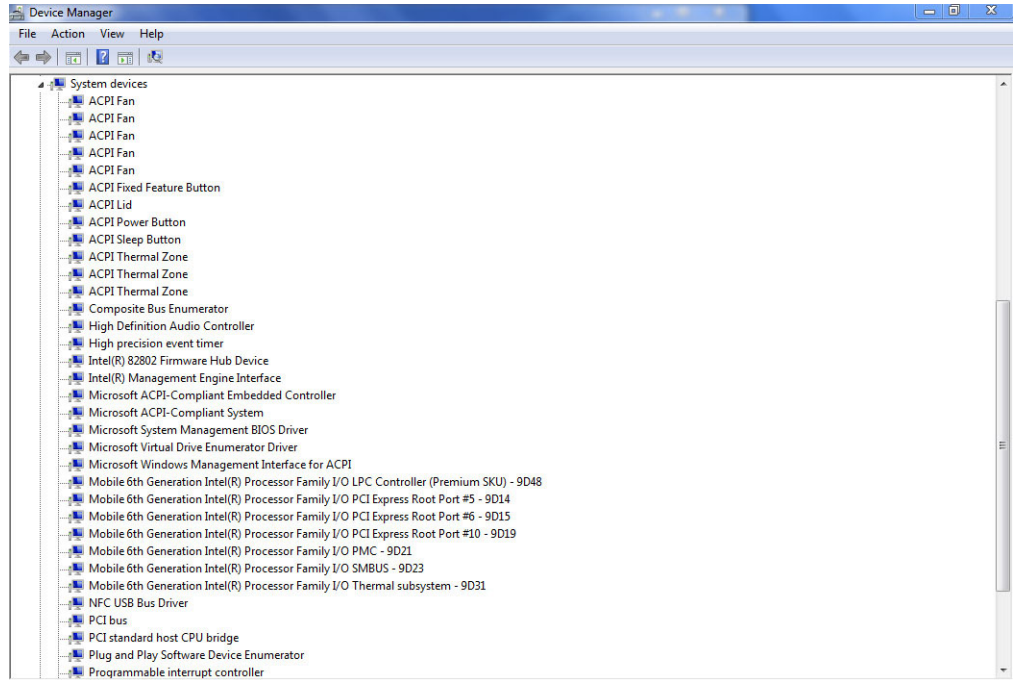 Device Manager
File Action View Help
System devices
ACPI Fan
ACPI Fan
ACPI Fan
ACPI Fan
ACPI Fan
ACPI Fixed Feature Button
ACPI Lid
ACPI Power Button
ACPI Sleep Button
ACPI Thermal Zone
ACPI Thermal Zone
ACPI Thermal Zone
Composite Bus Enumerator
High Definition Audio Controller
High precision event timer
Intel(R) 82802 Firmware Hub Device
Intel(R) Management Engine Interface
Microsoft ACPI-Compliant Embedded Controller
Microsoft ACPI-Compliant System
Microsoft System Management BIOS Driver
Microsoft Virtual Drive Enumerator Driver
Microsoft Windows Management Interface for ACPI
Mobile 6th Generation Intel(R) Processor Family I/O LPC Controller (Premium SKU) - 9D48
Mobile 6th Generation Intel(R) Processor Family I/O PCI Express Root Port #5 - 9D14
Mobile 6th Generation Intel(R) Processor Family I/O PCI Express Root Port #6 - 9D15
Mobile 6th Generation Intel(R) Processor Family I/O PCI Express Root Port #10 - 9D19
Mobile 6th Generation Intel(R) Processor Family I/O PMC - 9D21
Mobile 6th Generation Intel(R) Processor Family I/O SMBUS - 9D23
Mobile 6th Generation Intel(R) Processor Family I/O Thermal subsystem - 9D31
NFC USB Bus Driver
PCI bus
PCI standard host CPU bridge
Plug and Play Software Device Enumerator
Programmable interrupt controller